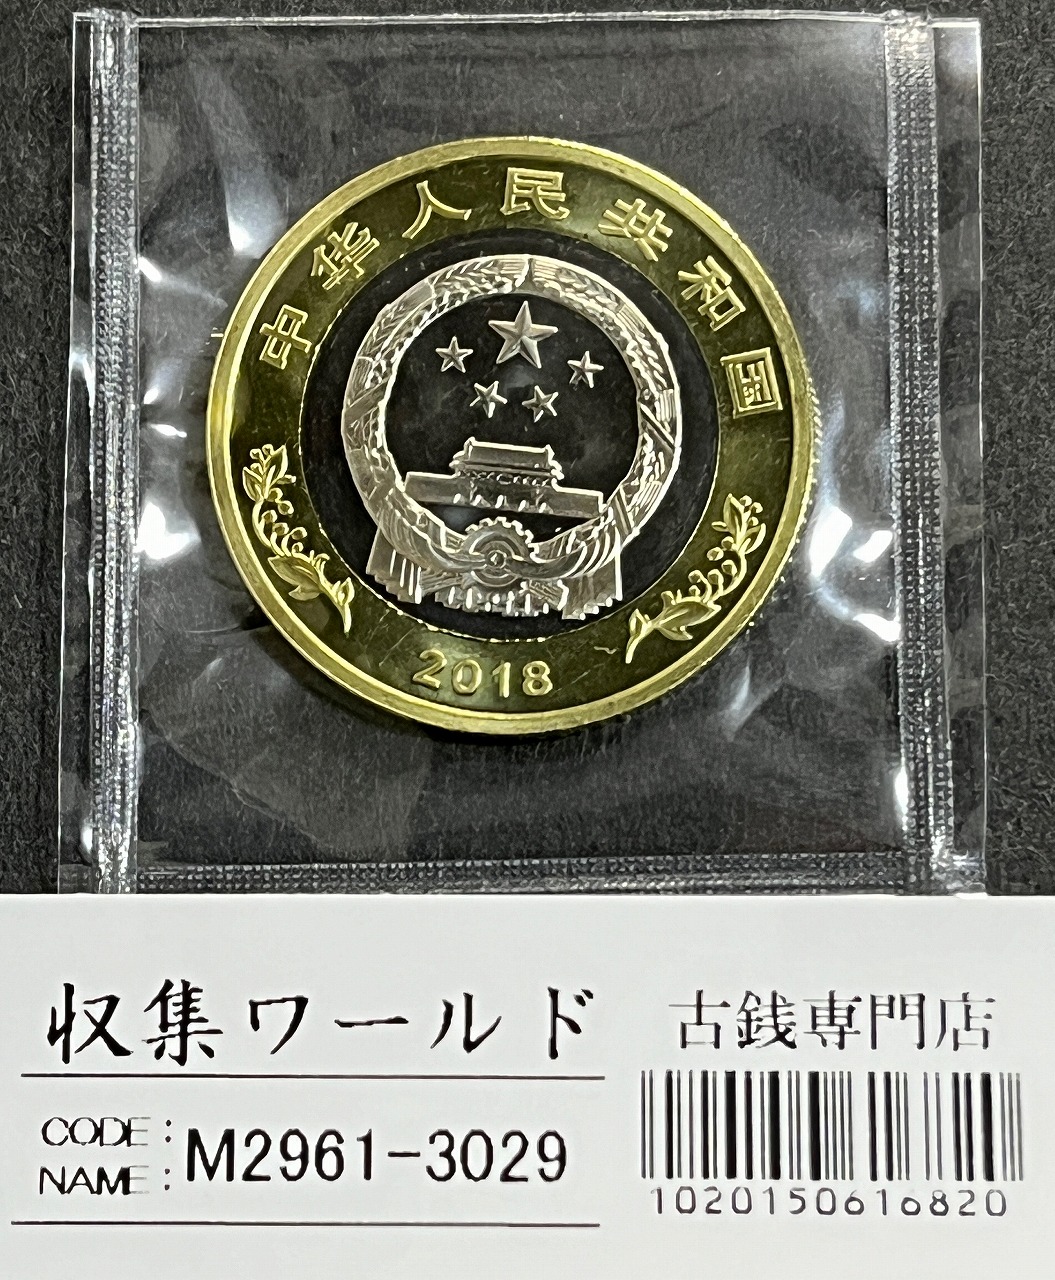 中华人民共和国
2018
収集ワールド
古銭専門店
CODE:
NAME:
M2961-3029
1020150616820